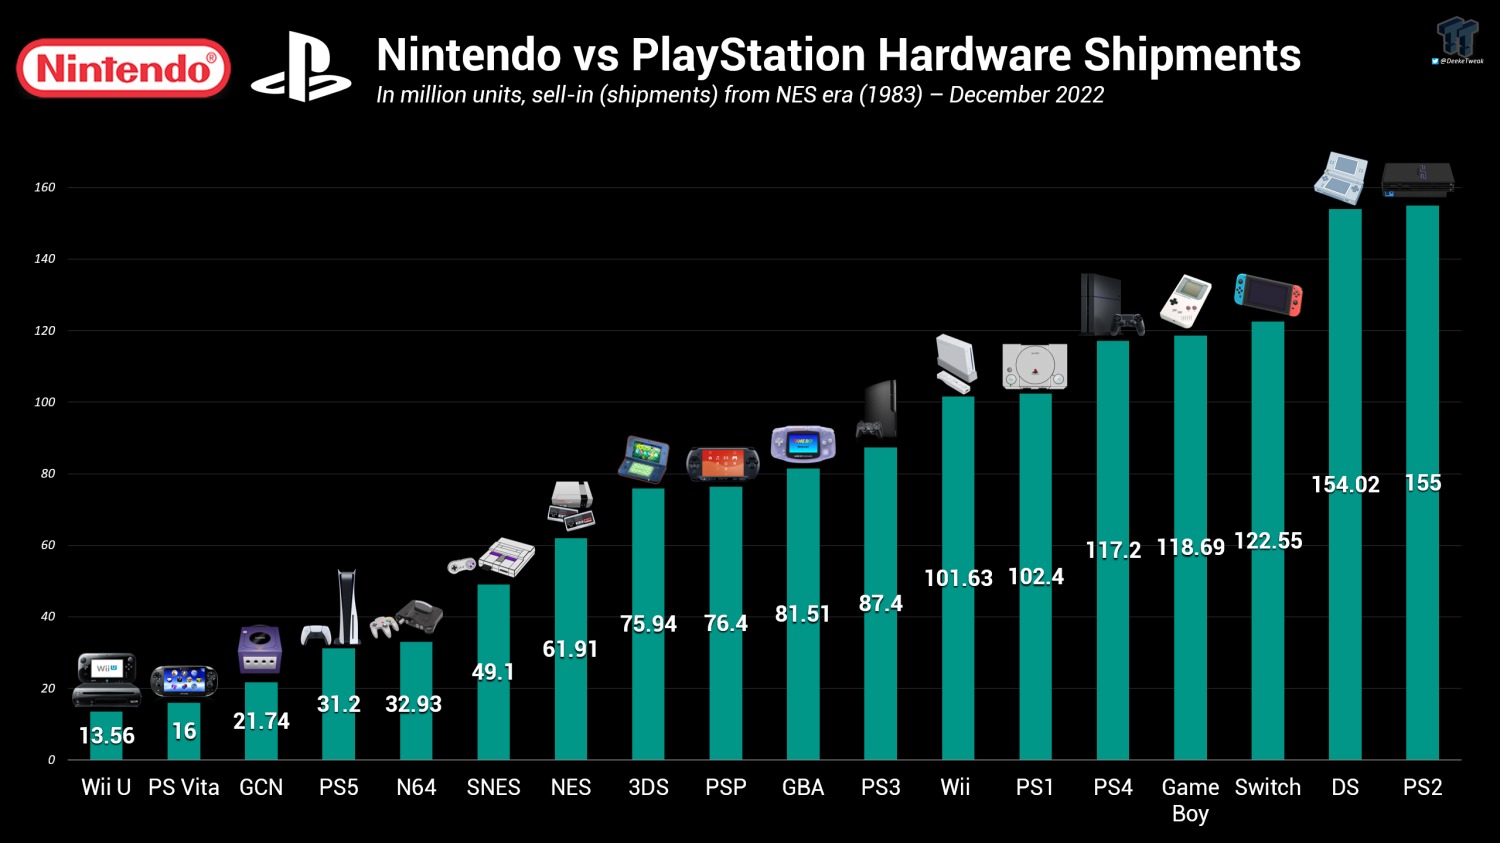 Nintendo®
Nintendo vs PlayStation Hardware Shipments
In million units, sell-in (shipments) from NES era (1983) – December 2022
@DeekeTweak
160
140
120
100
80
60
40
20
0
13.56
16
21.74
31.2
32.93
49.1
61.91
75.94
76.4
81.51
87.4
101.63
102.4
117.2
118.69
122.55
154.02
155
Wii U
PS2
Wii U
PS Vita
GCN
PS5
N64
SNES
NES
3DS
PSP
GBA
PS3
Wii
PS1
PS4
Game
Boy
Switch
DS
PS2